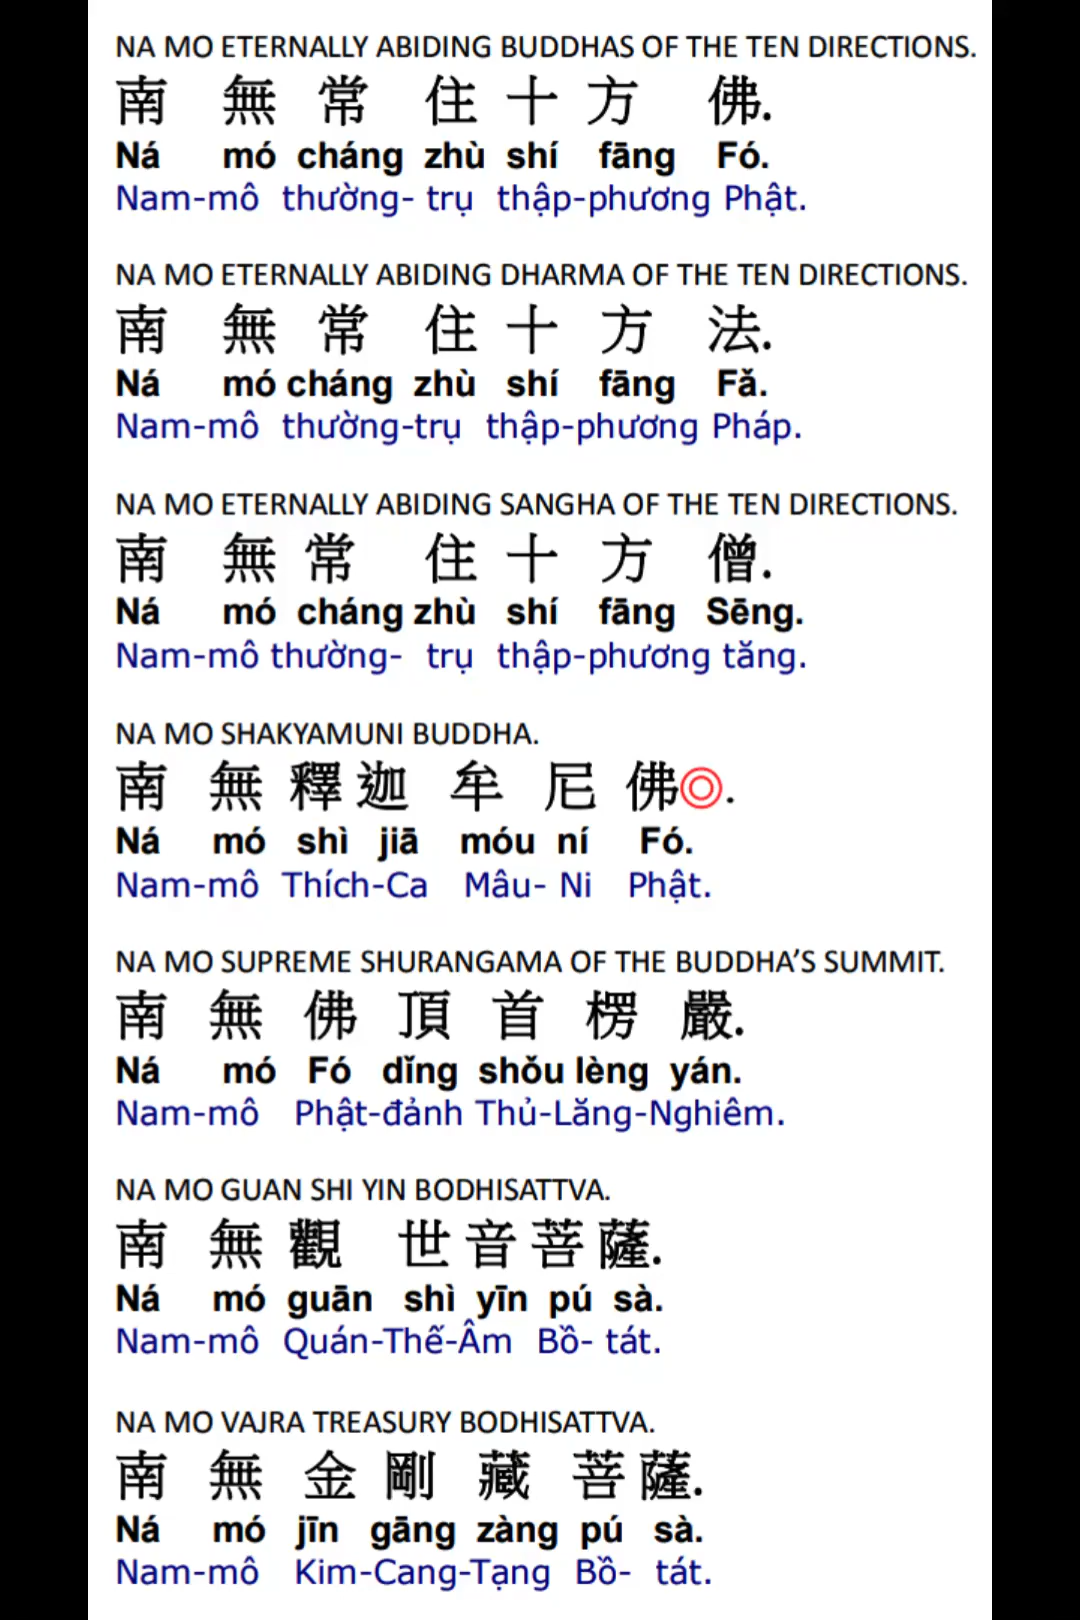 NA MO ETERNALLY ABIDING BUDDHAS OF THE TEN DIRECTIONS.
南 無 常 住 十 方 佛.
Ná mó cháng zhù shí fāng Fó.
Nam-mô thường- trụ thập-phương Phật.
NA MO ETERNALLY ABIDING DHARMA OF THE TEN DIRECTIONS.
南 無 常 住 十 方 法.
Ná mó cháng zhù shí fāng Fǎ.
Nam-mô thường-trụ thập-phương Pháp.
NA MO ETERNALLY ABIDING SANGHA OF THE TEN DIRECTIONS.
南 無 常 住 十 方 僧.
Ná mó cháng zhù shí fāng Sēng.
Nam-mô thường- trụ thập-phương tăng.
NA MO SHAKYAMUNI BUDDHA.
南 無 釋 迦 牟 尼 佛◎.
Ná mó shì jiā móu ní Fó.
Nam-mô Thích-Ca Mâu- Ni Phật.
NA MO SUPREME SHURANGAMA OF THE BUDDHA’S SUMMIT.
南 無 佛 頂 首 楞 嚴.
Ná mó Fó dǐng shǒu lèng yán.
Nam-mô Phật-đảnh Thủ-Lăng-Nghiêm.
NA MO GUAN SHI YIN BODHISATTVA.
南 無 觀 世 音 菩 薩.
Ná mó guān shì yīn pú sà.
Nam-mô Quán-Thế-Âm Bồ- tát.
NA MO VAJRA TREASURY BODHISATTVA.
南 無 金 剛 藏 菩 薩.
Ná mó jīn gāng zàng pú sà.
Nam-mô Kim-Cang-Tạng Bồ- tát.